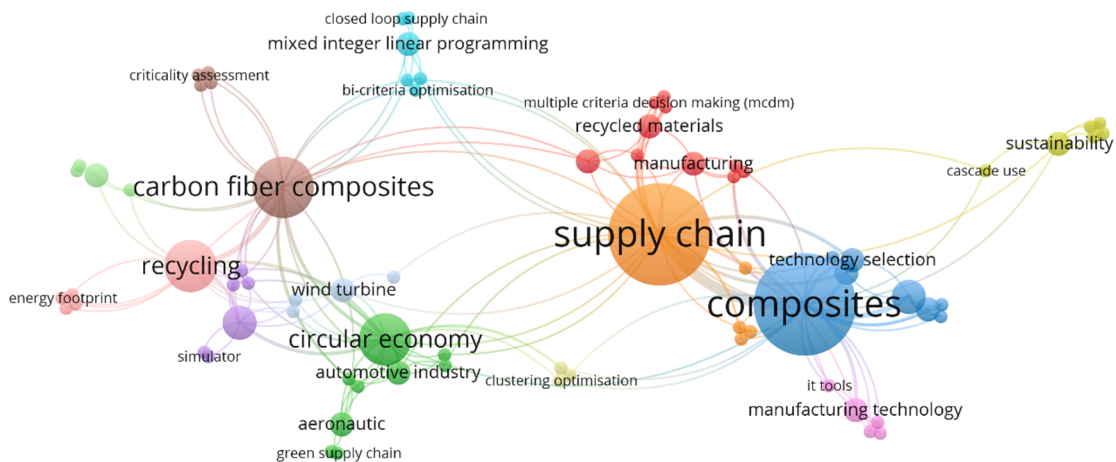 closed loop supply chain
mixed integer linear programming
criticality assessment
bi-criteria optimisation
multiple criteria decision making (mcdm)
recycled materials
sustainability
manufacturing
cascade use
carbon fiber composites
supply chain
technology selection
recycling
wind turbine
energy footprint
composites
circular economy
simulator
automotive industry
clustering optimisation
it tools
manufacturing technology
aeronautic
green supply chain